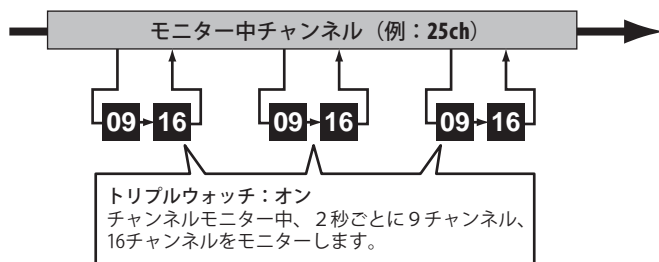 モニター中チャンネル（例：25ch）
09 16 09 16 09 16
トリプルウォッチ：オン
チャンネルモニター中、２秒ごとに９チャンネル、
16チャンネルをモニターします。